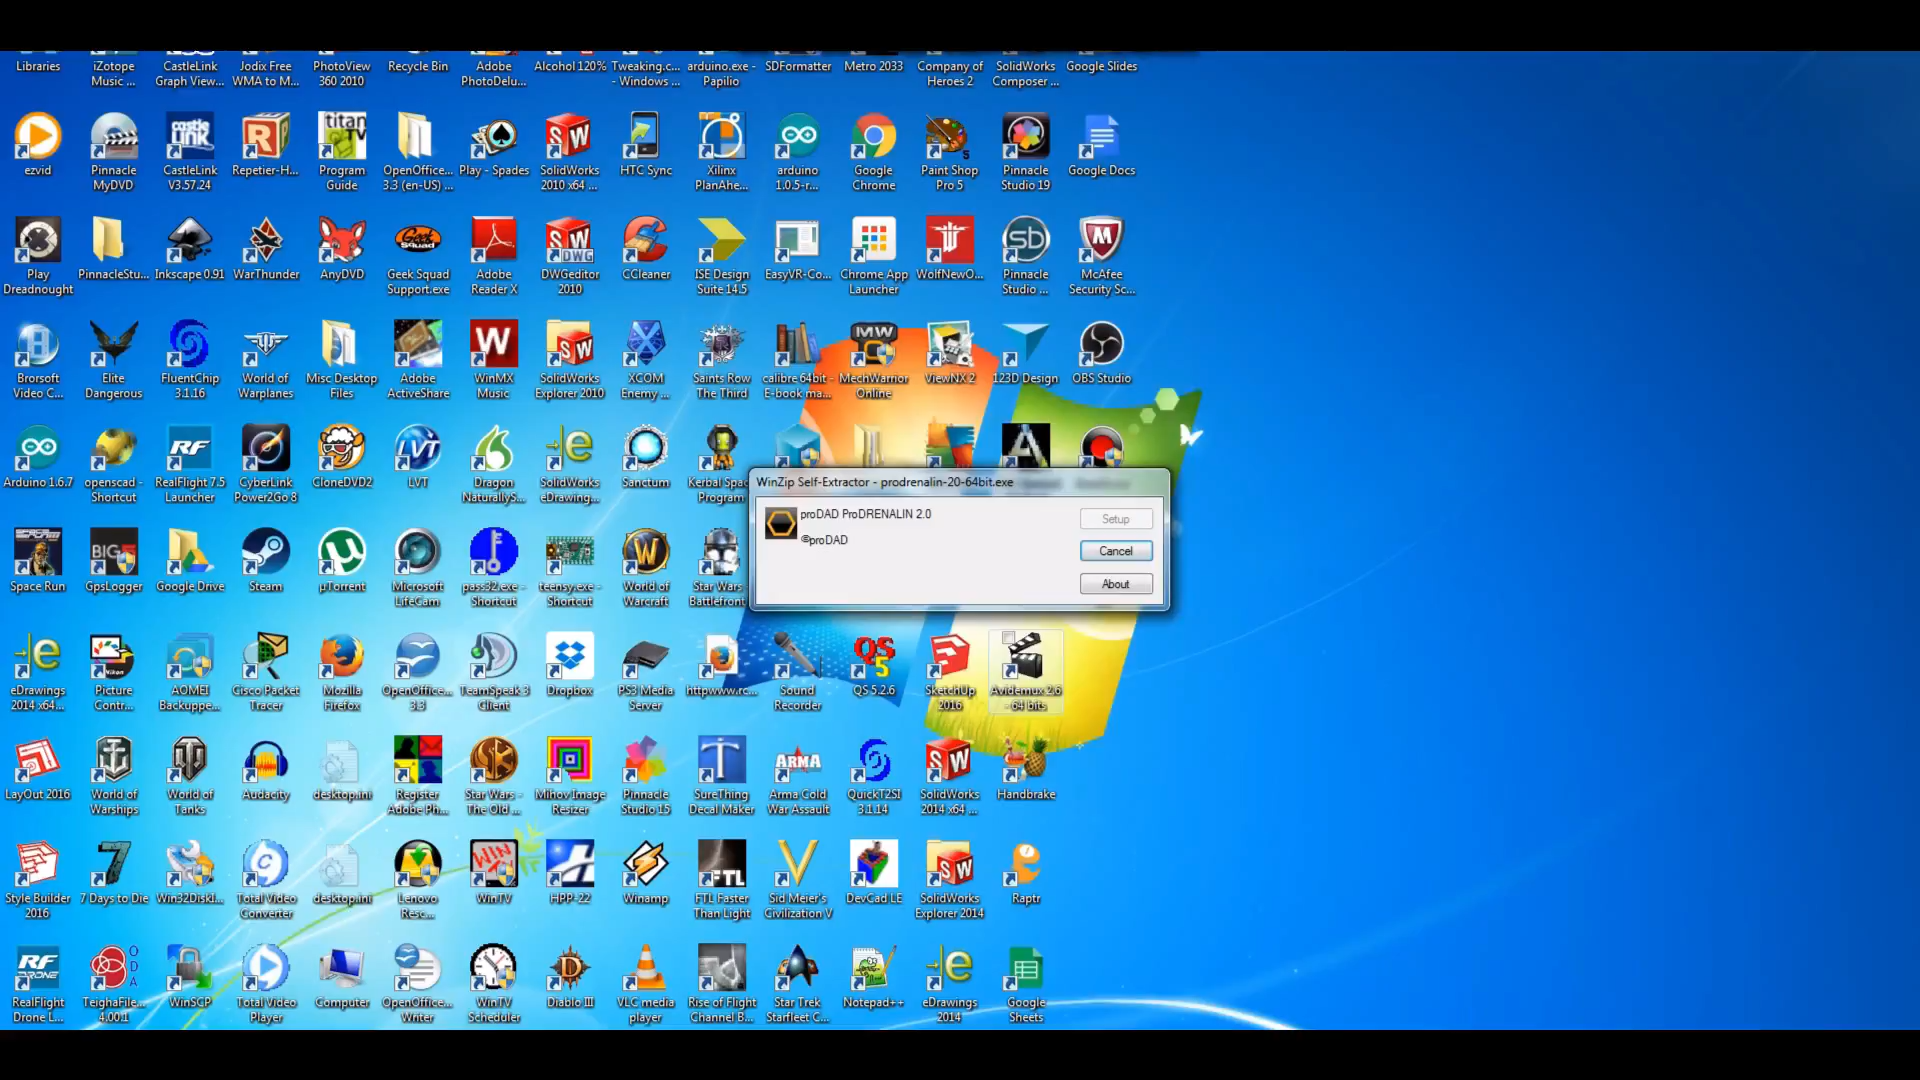 Libraries
iZotope
Music ...
CastleLink
Graph View...
Jodix Free
WMA to M...
PhotoView
360 2010
Recycle Bin
Adobe
PhotoDelu...
Alcohol 120%
Tweaking.c...
- Windows ...
arduino.exe -
Papilio
SDFormatter
Metro 2033
Company of
Heroes 2
SolidWorks
Composer ...
Google Slides
ezvid
Pinnacle
MyDVD
CastleLink
V3.57.24
Repetier-H...
Program
Guide
OpenOffice...
3.3 (en-US) ...
Play - Spades
SolidWorks
2010 x64 ...
HTC Sync
Xilinx
PlanAhe...
arduino
1.0.5-r...
Google
Chrome
Paint Shop
Pro 5
Pinnacle
Studio 19
Google Docs
Play
Dreadnought
PinnacleStu...
Inkscape 0.91
WarThunder
AnyDVD
Geek Squad
Support.exe
Adobe
Reader X
DWGeditor
2010
CCleaner
ISE Design
Suite 14.5
EasyVR-Co...
Chrome App
Launcher
WolfNewO...
Pinnacle
Studio ...
McAfee
Security Sc...
Brorsoft
Video C...
Elite
Dangerous
FluentChip
3.1.16
World of
Warplanes
Misc Desktop
Files
Adobe
ActiveShare
WinMX
Music
SolidWorks
Explorer 2010
XCOM
Enemy ...
Saints Row
The Third
calibre 64bit -
E-book ma...
MechWarrior
Online
ViewNX 2
123D Design
OBS Studio
Arduino 1.6.7
openscad -
Shortcut
RealFlight 7.5
Launcher
CyberLink
Power2Go 8
CloneDVD2
LVT
Dragon
NaturallyS...
SolidWorks
eDrawing...
Sanctum
Kerbal Spac
Program
WinZip Self-Extractor - prodrenalin-20-64bit.exe
proDAD ProDRENALIN 2.0
©proDAD
Setup
Cancel
About
Space Run
GpsLogger
Google Drive
Steam
µTorrent
Microsoft
LifeCam
pass32.exe -
Shortcut
teensy.exe -
Shortcut
World of
Warcraft
Star Wars
Battlefront
eDrawings
2014 x64...
Picture
Contr...
AOMEI
Backuppe...
Cisco Packet
Tracer
Mozilla
Firefox
OpenOffice...
3.3
TeamSpeak 3
Client
Dropbox
PS3 Media
Server
httpwww.rc...
Sound
Recorder
QS 5.2.6
SketchUp
2016
Avidemux 2.6
- 64 bits
LayOut 2016
World of
Warships
World of
Tanks
Audacity
desktop.ini
Register
Adobe Ph...
Star Wars -
The Old ...
Mihov Image
Resizer
Pinnacle
Studio 15
SureThing
Decal Maker
Arma Cold
War Assault
QuickT2SI
3.1.14
SolidWorks
2014 x64 ...
Handbrake
Style Builder
2016
7 Days to Die
Win32DiskI...
Total Video
Converter
desktop.ini
Lenovo
Resc...
WinTV
HPP-22
Winamp
FTL Faster
Than Light
Sid Meier's
Civilization V
DevCad LE
SolidWorks
Explorer 2014
Raptr
RealFlight
Drone L...
TeighaFile...
4.00.1
WinSCP
Total Video
Player
Computer
OpenOffice...
Writer
WinTV
Scheduler
Diablo III
VLC media
player
Rise of Flight
Channel B...
Star Trek
Starfleet C...
Notepad++
eDrawings
2014
Google
Sheets